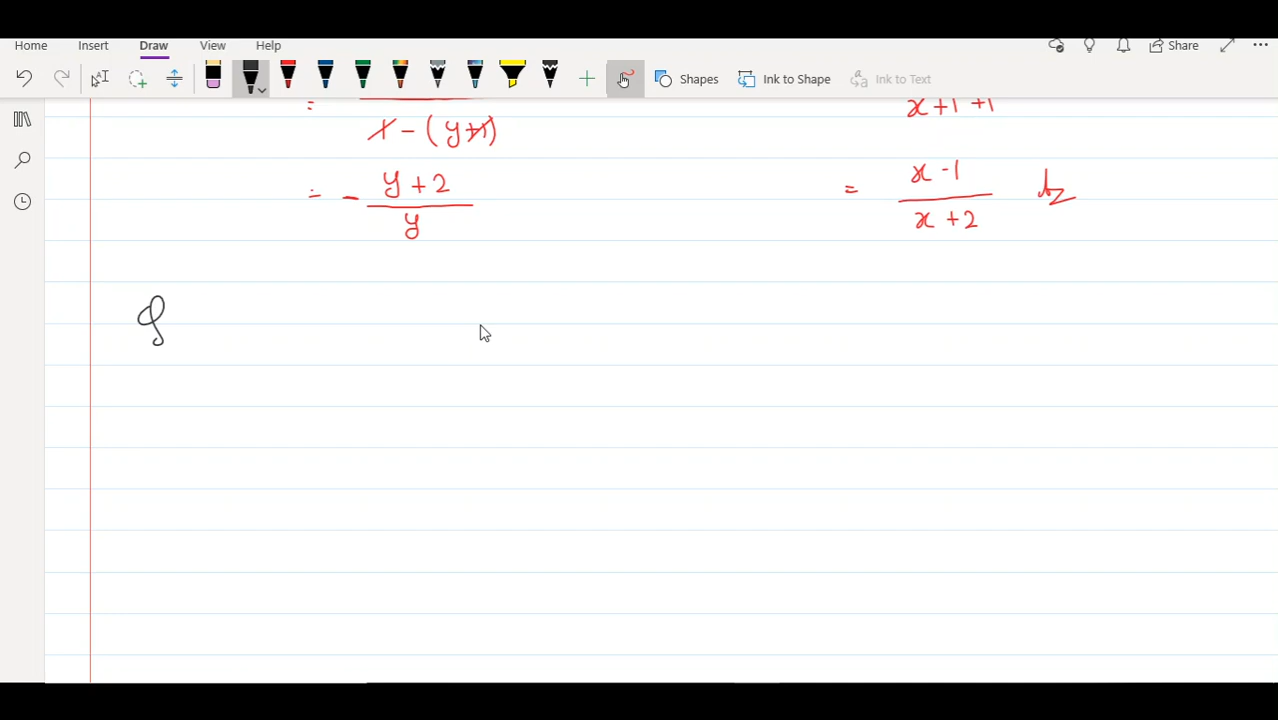 Home Insert Draw View Help
Share
Shapes Ink to Shape Ink to Text
=
x+1+1
x-(y+1)
= - y+2
y
= x-1
x+2